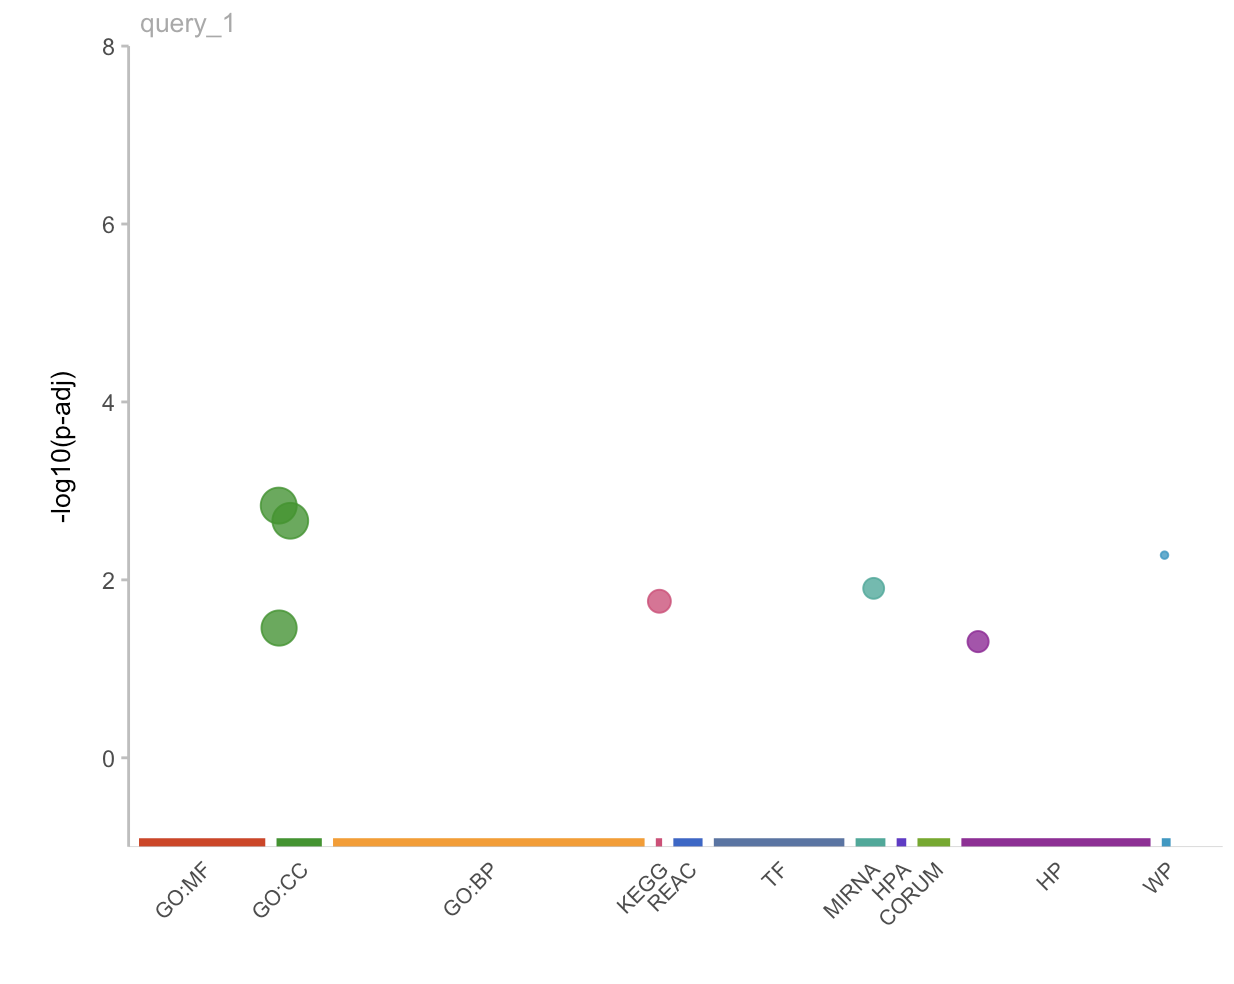 query_1
8
6
4
2
0
-log10(p-adj)
GO:MF
GO:CC
GO:BP
KEGG
REAC
TF
MIRNA
HPA
CORUM
HP
WP